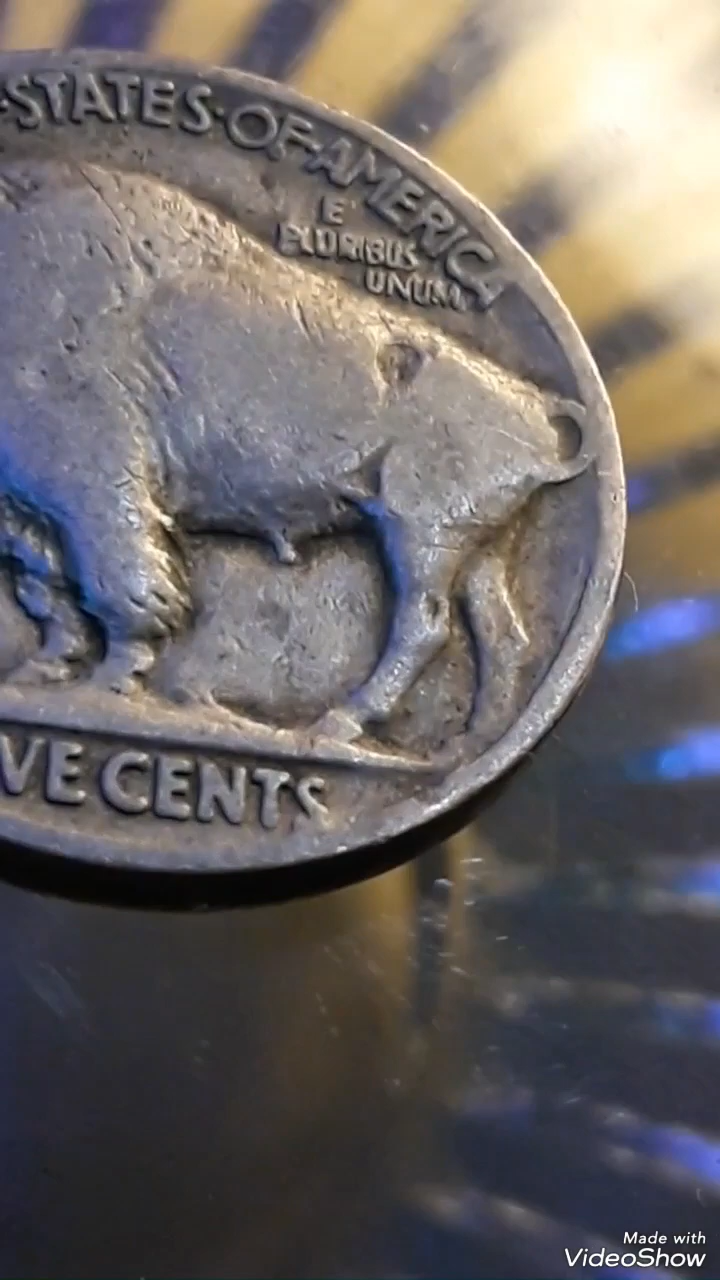 STATES·OF·AMERICA
E
PLURIBUS
UNUM
VE CENTS
Made with
VideoShow